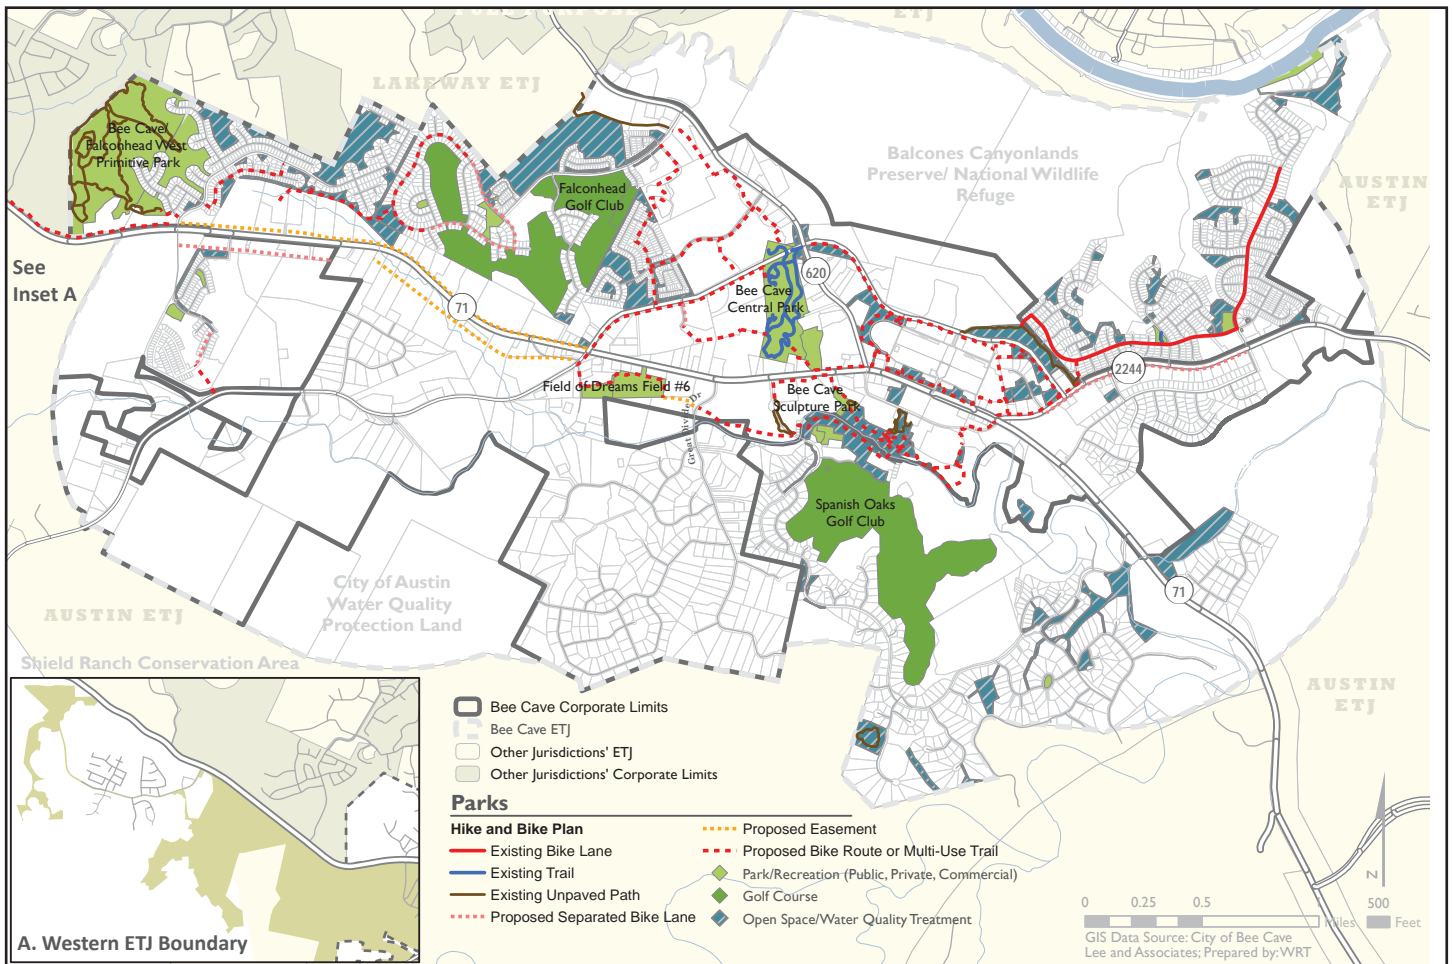 FULL PURPOSE
ETJ
LAKEWAY ETJ
Bee Cave/
Falconhead West
Primitive Park
Balcones Canyonlands
Preserve/ National Wildlife
Refuge
AUSTIN
ETJ
Falconhead
Golf Club
See
Inset A
620
Bee Cave
Central Park
71
2244
Field of Dreams Field #6
Bee Cave
Sculpture Park
Great Divide Dr
Spanish Oaks
Golf Club
City of Austin
Water Quality
Protection Land
71
AUSTIN ETJ
Shield Ranch Conservation Area
AUSTIN
ETJ
A. Western ETJ Boundary
Bee Cave Corporate Limits
Bee Cave ETJ
Other Jurisdictions' ETJ
Other Jurisdictions' Corporate Limits
Parks
Hike and Bike Plan
Existing Bike Lane
Existing Trail
Existing Unpaved Path
Proposed Separated Bike Lane
Proposed Easement
Proposed Bike Route or Multi-Use Trail
Park/Recreation (Public, Private, Commercial)
Golf Course
Open Space/Water Quality Treatment
N
0 0.25 0.5 500
Miles Feet
GIS Data Source: City of Bee Cave
Lee and Associates; Prepared by: WRT